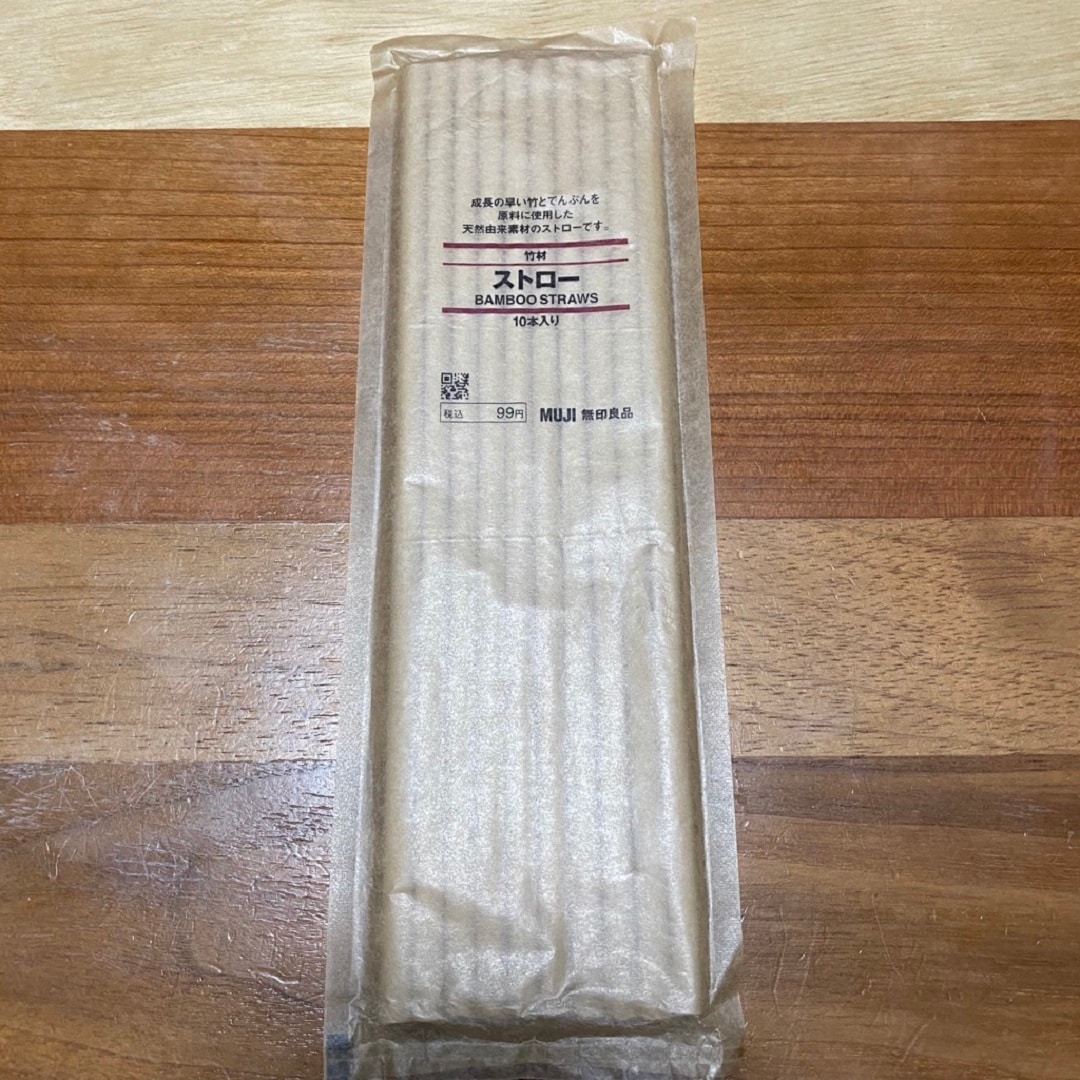 成長の早い竹とでんぷんを
原料に使用した
天然由来素材のストローです。
竹材
ストロー
BAMBOO STRAWS
10本入り
税込 99円 MUJI 無印良品